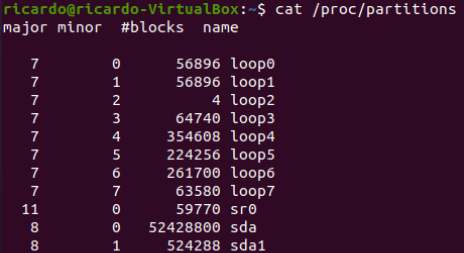 ricardo@ricardo-VirtualBox:~$ cat /proc/partitions
major minor  #blocks  name
7 0 56896 loop0
7 1 56896 loop1
7 2 4 loop2
7 3 64740 loop3
7 4 354608 loop4
7 5 224256 loop5
7 6 261700 loop6
7 7 63580 loop7
11 0 59770 sr0
8 0 52428800 sda
8 1 524288 sda1